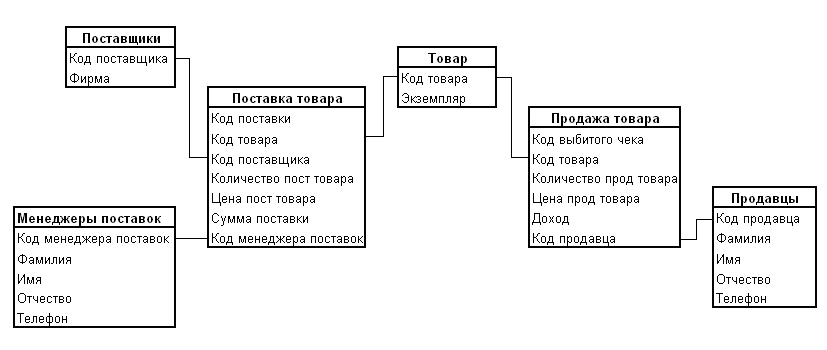 Поставщики
Код поставщика
Фирма
Поставка товара
Код поставки
Код товара
Код поставщика
Количество пост товара
Цена пост товара
Сумма поставки
Код менеджера поставок
Менеджеры поставок
Код менеджера поставок
Фамилия
Имя
Отчество
Телефон
Товар
Код товара
Экземпляр
Продажа товара
Код выбитого чека
Код товара
Количество прод товара
Цена прод товара
Доход
Код продавца
Продавцы
Код продавца
Фамилия
Имя
Отчество
Телефон